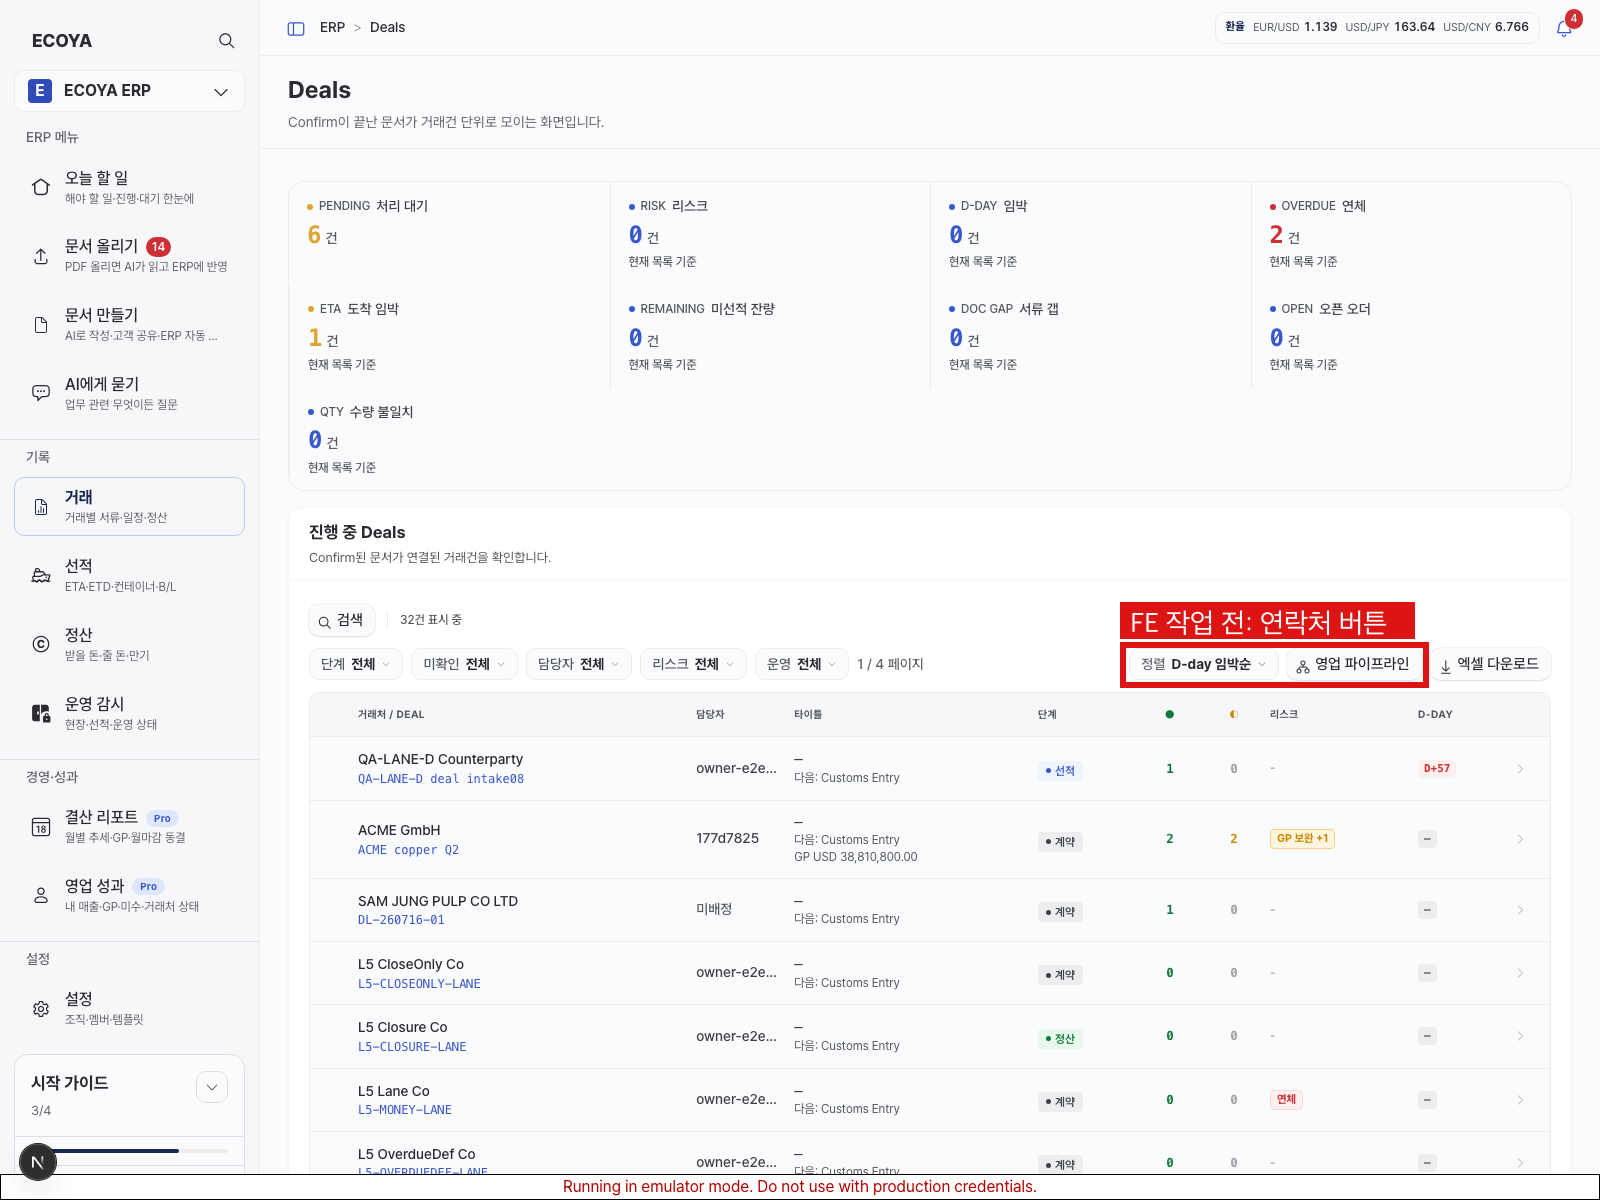 ECOYA
E ECOYA ERP
ERP 메뉴
오늘 할 일
해야 할 일·진행·대기 한눈에
문서 올리기 14
PDF 올리면 AI가 읽고 ERP에 반영
문서 만들기
AI로 작성·고객 공유·ERP 자동 ...
AI에게 묻기
업무 관련 무엇이든 질문
기록
거래
거래별 서류·일정·정산
선적
ETA·ETD·컨테이너·B/L
정산
받을 돈·줄 돈·만기
운영 감시
현장·선적·운영 상태
경영·성과
결산 리포트 Pro
월별 추세·GP·월마감 동결
영업 성과 Pro
내 매출·GP·미수·거래처 상태
설정
설정
조직·멤버·템플릿
시작 가이드
3/4
N
ERP > Deals
환율 EUR/USD 1.139 USD/JPY 163.64 USD/CNY 6.766
4
Deals
Confirm이 끝난 문서가 거래건 단위로 모이는 화면입니다.
PENDING 처리 대기
6 건
RISK 리스크
0 건
현재 목록 기준
D-DAY 임박
0 건
현재 목록 기준
OVERDUE 연체
2 건
현재 목록 기준
ETA 도착 임박
1 건
현재 목록 기준
REMAINING 미선적 잔량
0 건
현재 목록 기준
DOC GAP 서류 갭
0 건
현재 목록 기준
OPEN 오픈 오더
0 건
현재 목록 기준
QTY 수량 불일치
0 건
현재 목록 기준
진행 중 Deals
Confirm된 문서가 연결된 거래건을 확인합니다.
검색 32건 표시 중
FE 작업 전: 연락처 버튼
단계 전체 미확인 전체 담당자 전체 리스크 전체 운영 전체 1 / 4 페이지 정렬 D-day 임박순 영업 파이프라인 엑셀 다운로드
거래처 / DEAL 담당자 타이틀 단계 리스크 D-DAY
QA-LANE-D Counterparty
QA-LANE-D deal intake08
owner-e2e... —
다음: Customs Entry
선적 1 0 - D+57
ACME GmbH
ACME copper Q2
177d7825 —
다음: Customs Entry
GP USD 38,810,800.00
계약 2 2 GP 보완 +1 —
SAM JUNG PULP CO LTD
DL-260716-01
미배정 —
다음: Customs Entry
계약 1 0 - —
L5 CloseOnly Co
L5-CLOSEONLY-LANE
owner-e2e... —
다음: Customs Entry
계약 0 0 - —
L5 Closure Co
L5-CLOSURE-LANE
owner-e2e... —
다음: Customs Entry
정산 0 0 - —
L5 Lane Co
L5-MONEY-LANE
owner-e2e... —
다음: Customs Entry
계약 0 0 연체 —
L5 OverdueDef Co
L5-OVERDUEDEF-LANE
owner-e2e... —
다음: Customs Entry
계약 0 0 - —
Running in emulator mode. Do not use with production credentials.